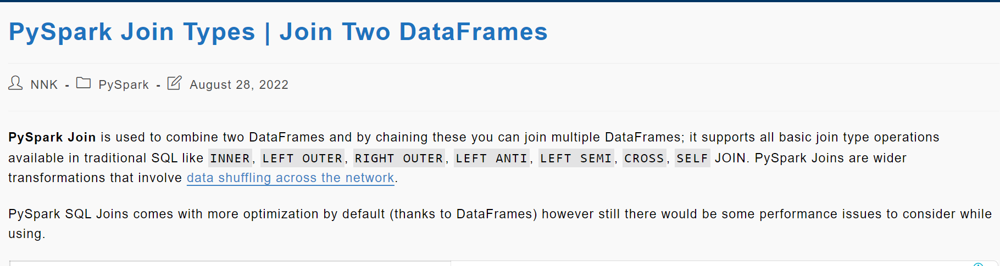 PySpark Join Types | Join Two DataFrames
NNK - PySpark - August 28, 2022
PySpark Join is used to combine two DataFrames and by chaining these you can join multiple DataFrames; it supports all basic join type operations
available in traditional SQL like INNER, LEFT OUTER, RIGHT OUTER, LEFT ANTI, LEFT SEMI, CROSS, SELF JOIN. PySpark Joins are wider
transformations that involve data shuffling across the network.
PySpark SQL Joins comes with more optimization by default (thanks to DataFrames) however still there would be some performance issues to consider while
using.